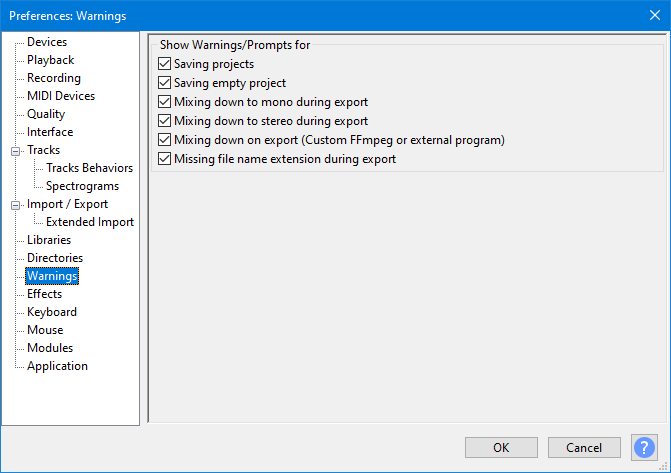 Preferences: Warnings
Devices
Playback
Recording
MIDI Devices
Quality
Interface
Tracks
Tracks Behaviors
Spectrograms
Import / Export
Extended Import
Libraries
Directories
Warnings
Effects
Keyboard
Mouse
Modules
Application
Show Warnings/Prompts for
Saving projects
Saving empty project
Mixing down to mono during export
Mixing down to stereo during export
Mixing down on export (Custom FFmpeg or external program)
Missing file name extension during export
OK
Cancel
?